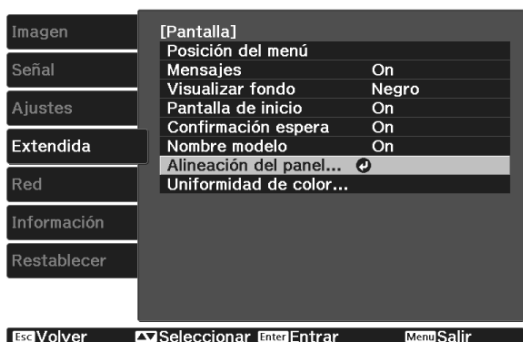 Imagen
Señal
Ajustes
Extendida
Red
Información
Restablecer
[Pantalla]
Posición del menú
Mensajes On
Visualizar fondo Negro
Pantalla de inicio On
Confirmación espera On
Nombre modelo On
Alineación del panel...
Uniformidad de color...
Esc Volver Seleccionar Enter Entrar Menu Salir